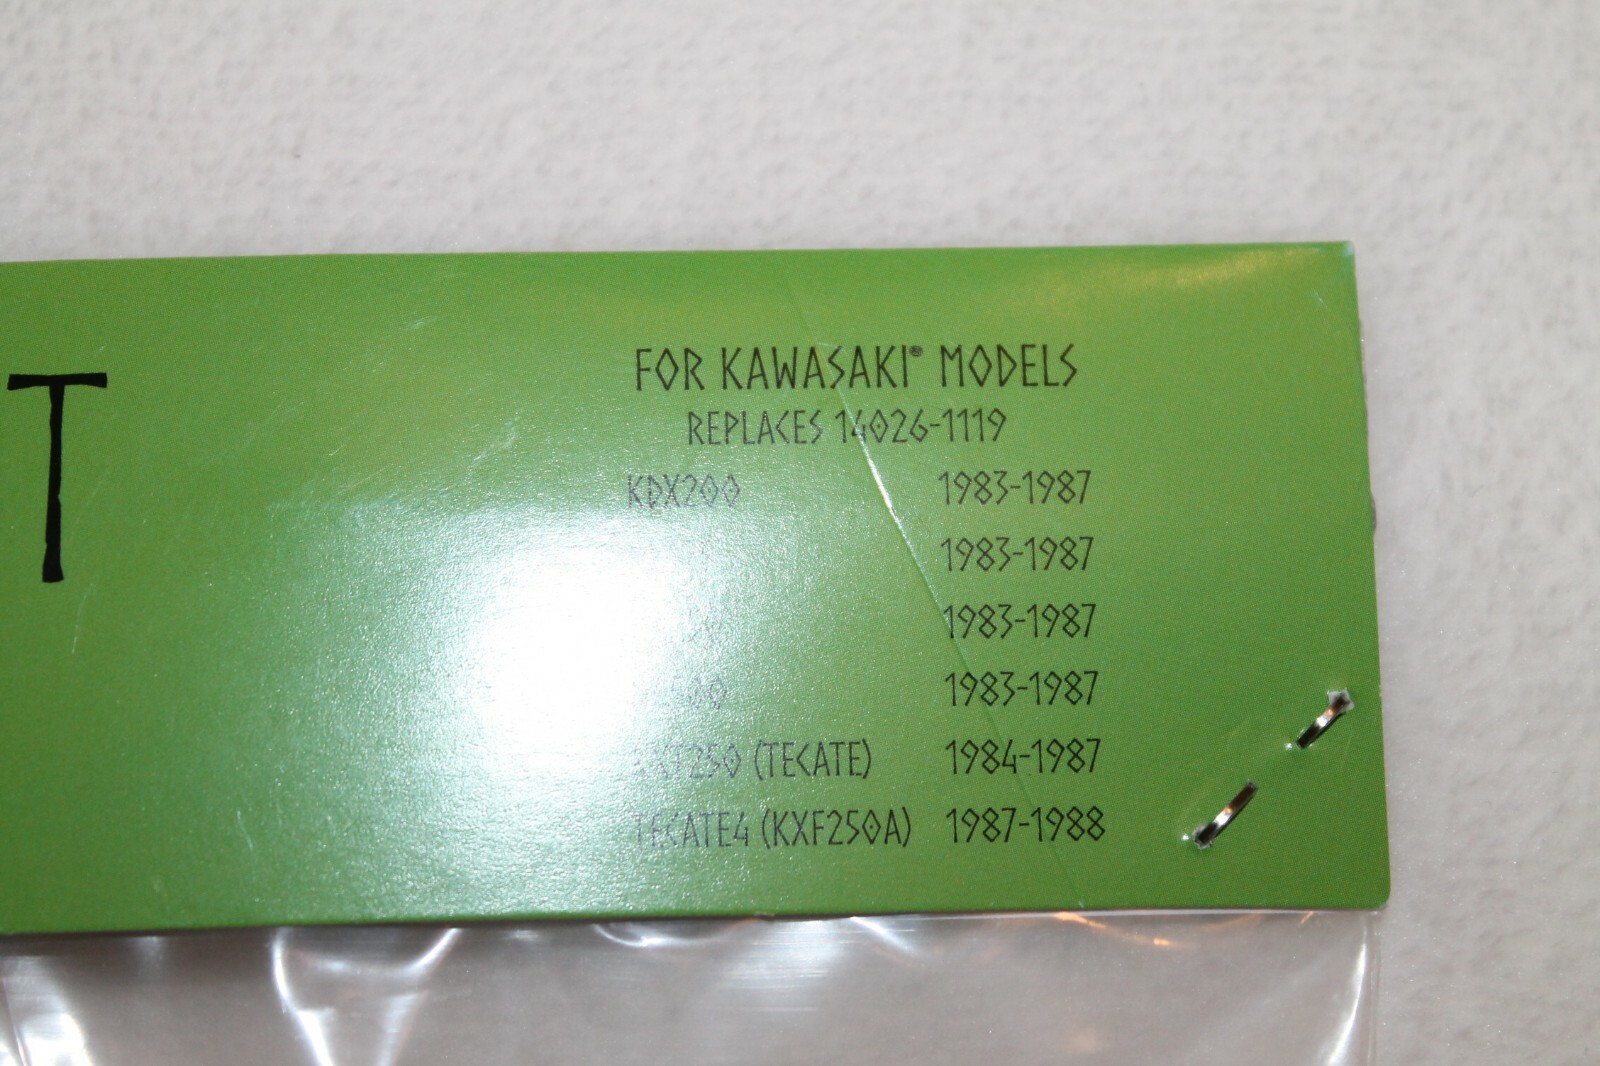 T
FOR KAWASAKI® MODELS
REPLACES 14026-1119
KDX200 1983-1987
1983-1987
1983-1987
1983-1987
KXT250 (TECATE) 1984-1987
TECATE4 (KXF250A) 1987-1988